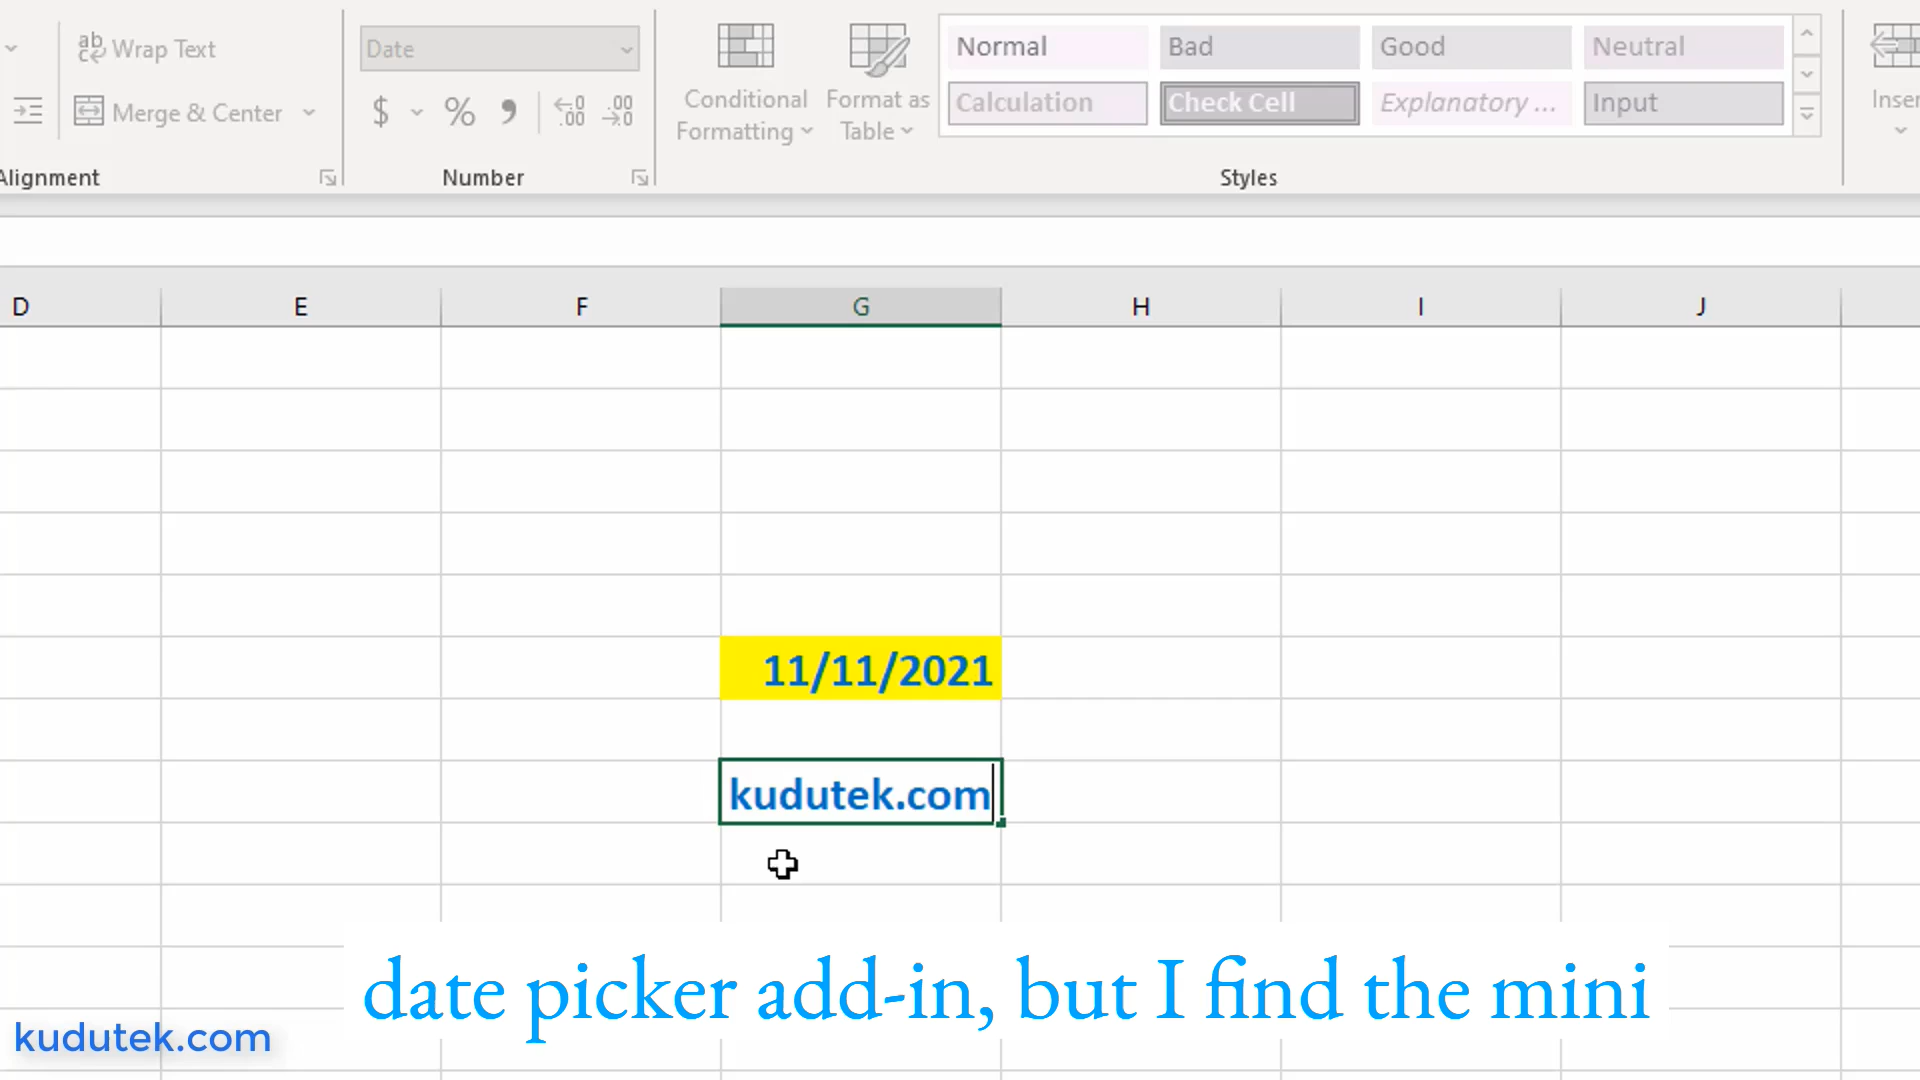 Wrap Text
Date
Normal
Bad
Good
Neutral
Merge & Center
$ % ,
Conditional Formatting
Format as Table
Calculation
Check Cell
Explanatory ...
Input
Alignment
Number
Styles
D E F G H I J
11/11/2021
kudutek.com
date picker add-in, but I find the mini
kudutek.com